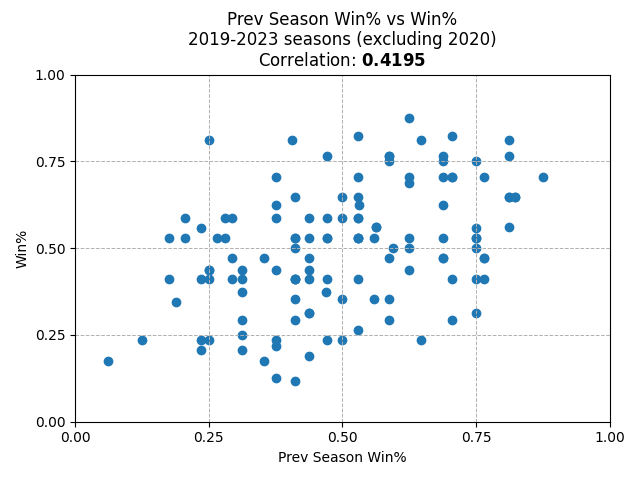 Prev Season Win% vs Win%
2019-2023 seasons (excluding 2020)
Correlation: 0.4195
1.00
0.75
0.50
0.25
0.00
Win%
0.00 0.25 0.50 0.75 1.00
Prev Season Win%